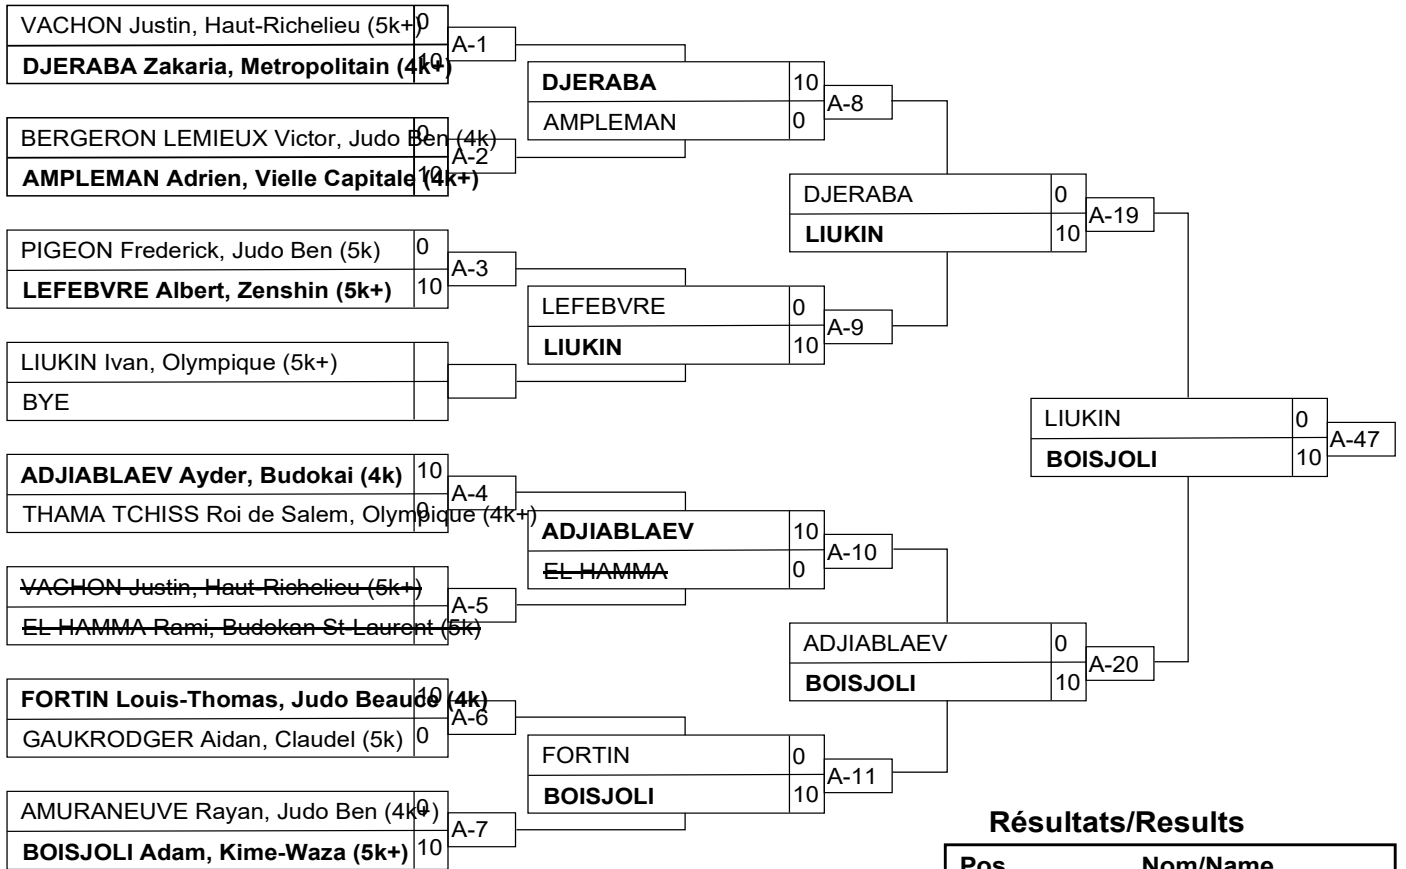 VACHON Justin, Haut-Richelieu (5k+) 0
A-1
DJERABA Zakaria, Metropolitain (4k+) 10
DJERABA 10
A-8
AMPLEMAN 0
BERGERON LEMIEUX Victor, Judo Ben (4k) 0
A-2
AMPLEMAN Adrien, Vielle Capitale (4k+) 10
DJERABA 0
A-19
LIUKIN 10
PIGEON Frederick, Judo Ben (5k) 0
A-3
LEFEBVRE Albert, Zenshin (5k+) 10
LEFEBVRE 0
A-9
LIUKIN 10
LIUKIN Ivan, Olympique (5k+)
BYE
LIUKIN 0
A-47
BOISJOLI 10
ADJIABLAEV Ayder, Budokai (4k) 10
A-4
THAMA TCHISS Roi de Salem, Olympique (4k+) 0
ADJIABLAEV 10
A-10
EL HAMMA 0
VACHON Justin, Haut-Richelieu (5k+)
A-5
EL HAMMA Rami, Budokan St-Laurent (5k)
ADJIABLAEV 0
A-20
BOISJOLI 10
FORTIN Louis-Thomas, Judo Beauce (4k) 10
A-6
GAUKRODGER Aidan, Claudel (5k) 0
FORTIN 0
A-11
BOISJOLI 10
AMURANEUVE Rayan, Judo Ben (4k+) 0
A-7
BOISJOLI Adam, Kime-Waza (5k+) 10
Résultats/Results
Pos Nom/Name